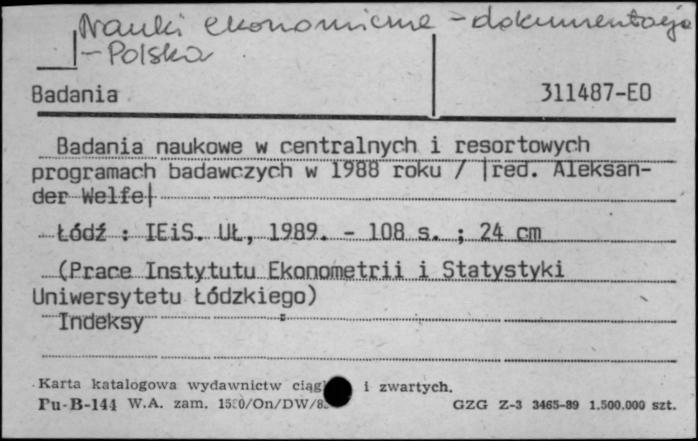 Nauki ekonomiczne - dokumentacja
- Polska
Badania 311487-EO
Badania naukowe w centralnych i resortowych
programach badawczych w 1988 roku / |red. Aleksan-
der Welfe|
Łódź : IEiS. UŁ, 1989. - 108 s. ; 24 cm
(Prace Instytutu Ekonometrii i Statystyki
Uniwersytetu Łódzkiego)
Indeksy
Karta katalogowa wydawnictw i zwartych.
Pu-B-144 W.A. zam. GZG Z-3 3465-89 1.500.000 szt.